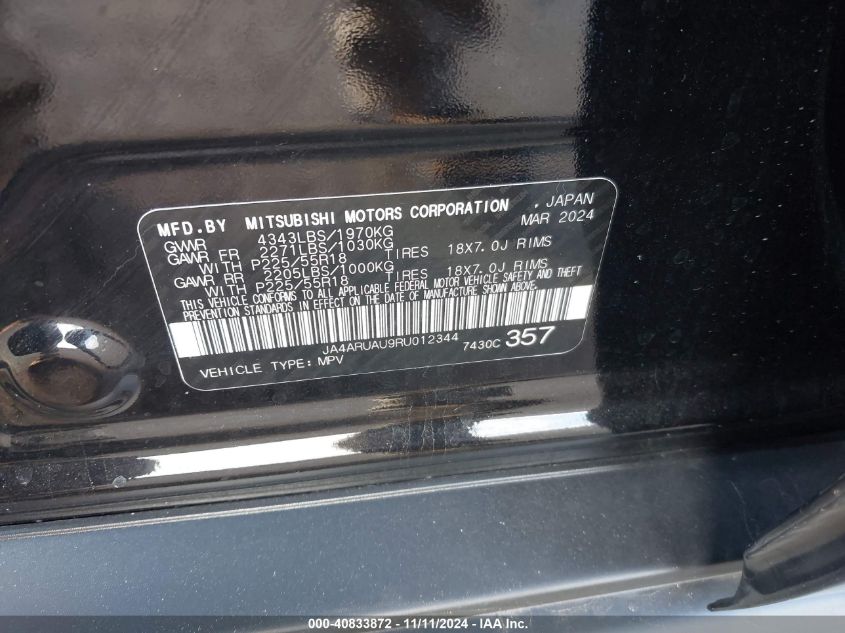 MFD.BY MITSUBISHI MOTORS CORPORATION , JAPAN
GVWR 4343LBS/1970KG MAR 2024
GAWR FR 2271LBS/1030KG
WITH P225/55R18 TIRES 18X7.0J RIMS
GAWR RR 2205LBS/1000KG
WITH P225/55R18 TIRES 18X7.0J RIMS
THIS VEHICLE CONFORMS TO ALL APPLICABLE FEDERAL MOTOR VEHICLE SAFETY AND THEFT
PREVENTION STANDARDS IN EFFECT ON THE DATE OF MANUFACTURE SHOWN ABOVE.
JA4ARUAU9RU012344 7430C 357
VEHICLE TYPE: MPV
000-40833872 - 11/11/2024 - IAA Inc.